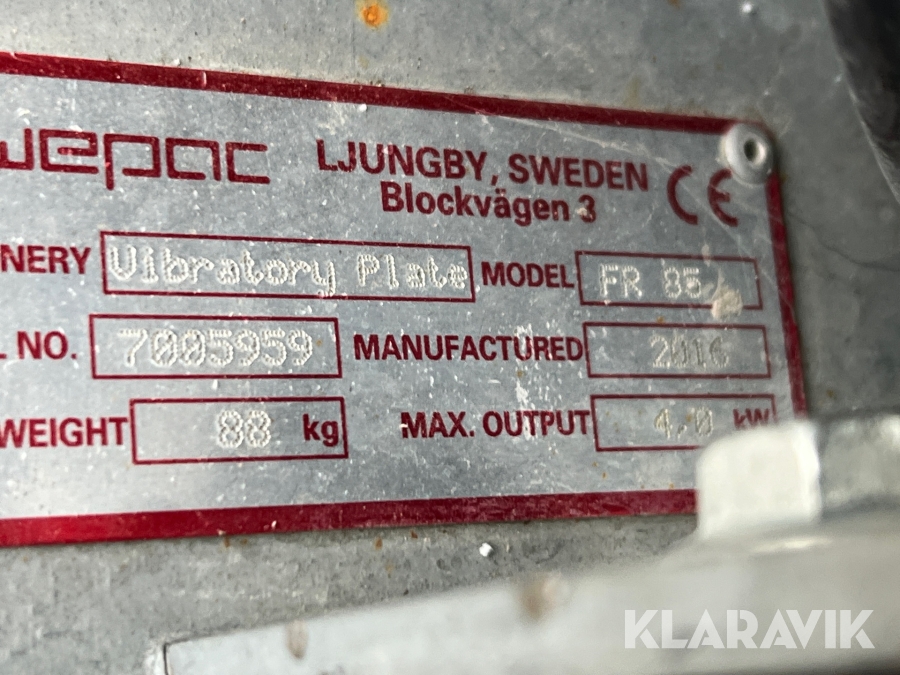 wepac LJUNGBY, SWEDEN
Blockvägen 3 CE
NERY Vibratory Plate MODEL FR 85
L NO. 7005959 MANUFACTURED 2016
WEIGHT 88 kg MAX. OUTPUT 4,0 kW
KLARAVIK